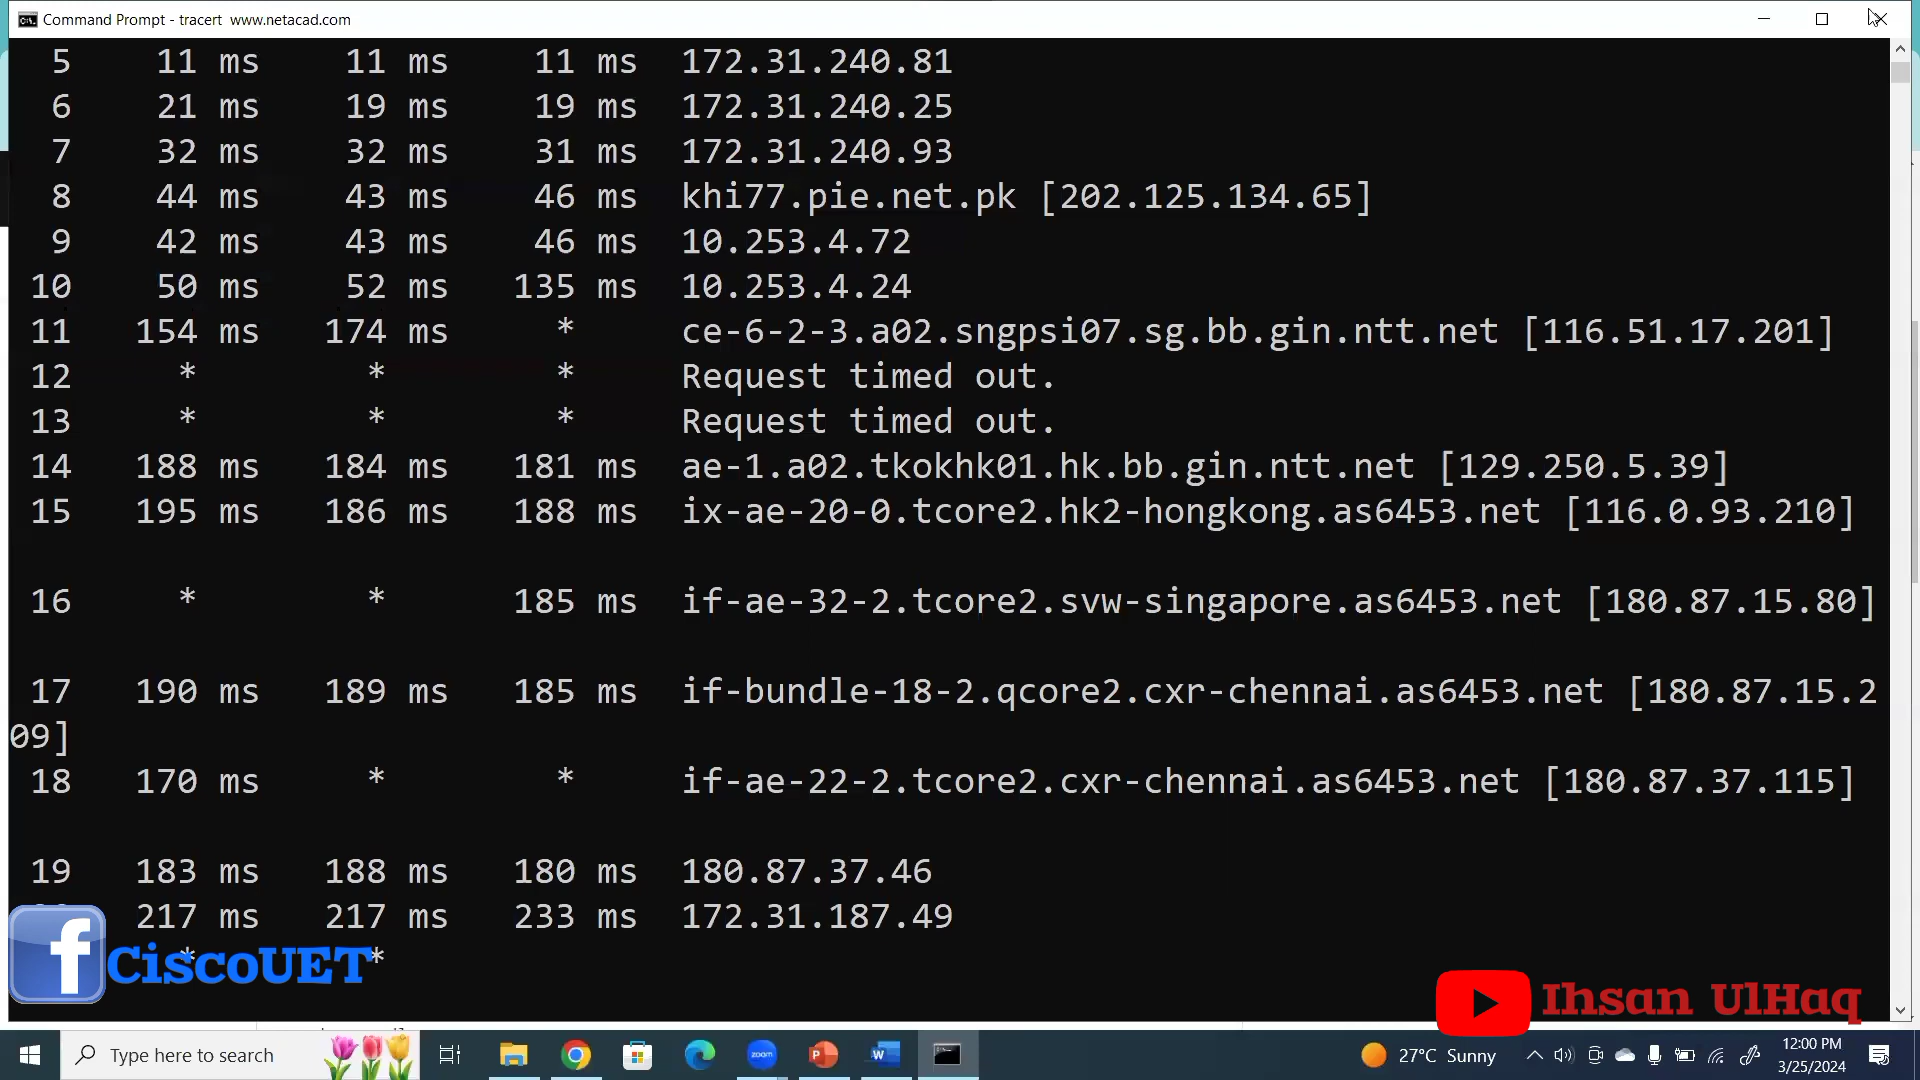 Command Prompt - tracert www.netacad.com
5 11 ms 11 ms 11 ms 172.31.240.81
6 21 ms 19 ms 19 ms 172.31.240.25
7 32 ms 32 ms 31 ms 172.31.240.93
8 44 ms 43 ms 46 ms khi77.pie.net.pk [202.125.134.65]
9 42 ms 43 ms 46 ms 10.253.4.72
10 50 ms 52 ms 135 ms 10.253.4.24
11 154 ms 174 ms * ce-6-2-3.a02.sngpsi07.sg.bb.gin.ntt.net [116.51.17.201]
12 * * * Request timed out.
13 * * * Request timed out.
14 188 ms 184 ms 181 ms ae-1.a02.tkokhk01.hk.bb.gin.ntt.net [129.250.5.39]
15 195 ms 186 ms 188 ms ix-ae-20-0.tcore2.hk2-hongkong.as6453.net [116.0.93.210]
16 * * 185 ms if-ae-32-2.tcore2.svw-singapore.as6453.net [180.87.15.80]
17 190 ms 189 ms 185 ms if-bundle-18-2.qcore2.cxr-chennai.as6453.net [180.87.15.2
09]
18 170 ms * * if-ae-22-2.tcore2.cxr-chennai.as6453.net [180.87.37.115]
19 183 ms 188 ms 180 ms 180.87.37.46
217 ms 217 ms 233 ms 172.31.187.49
* *
CiscoUET
Ihsan UlHaq
Type here to search
zoom
27°C Sunny
12:00 PM
3/25/2024